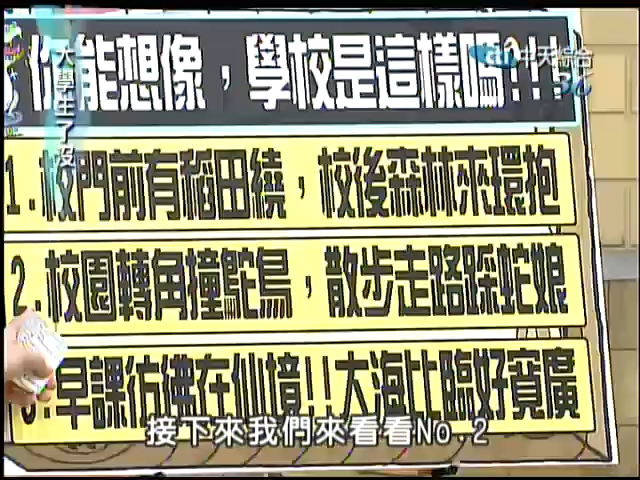 你能想像，學校是這樣嗎?!!
中天綜合
36
大學生了沒
1.校門前有稻田繞，校後森林來環抱
2.校園轉角撞鴕鳥，散步走路踩蛇娘
3.早課彷彿在仙境!!大海比臨好寬廣
接下來我們來看看No.2